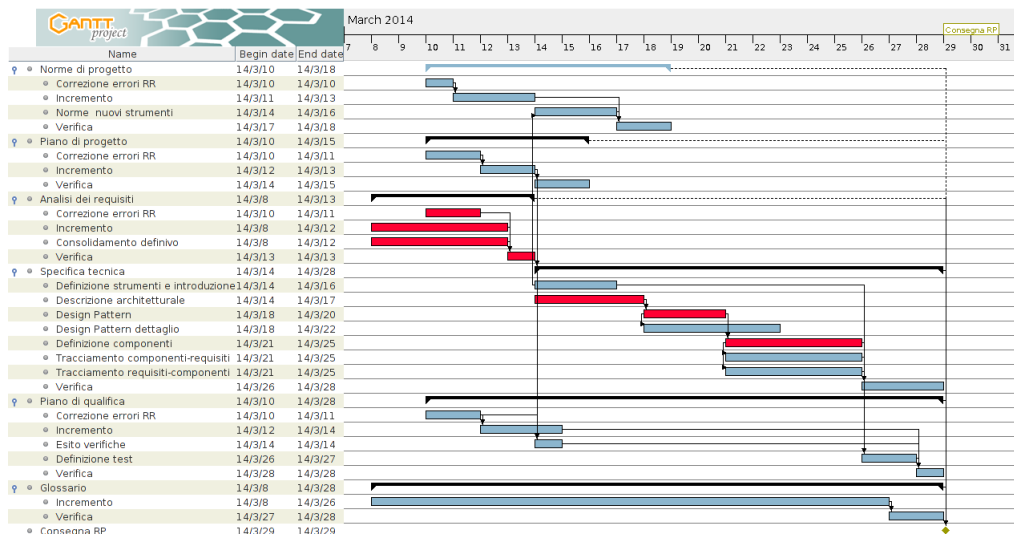 GANTT project
March 2014
Consegna RP
7 8 9 10 11 12 13 14 15 16 17 18 19 20 21 22 23 24 25 26 27 28 29 30 31
Name Begin date End date
Norme di progetto 14/3/10 14/3/18
Correzione errori RR 14/3/10 14/3/10
Incremento 14/3/11 14/3/13
Norme nuovi strumenti 14/3/14 14/3/16
Verifica 14/3/17 14/3/18
Piano di progetto 14/3/10 14/3/15
Correzione errori RR 14/3/10 14/3/11
Incremento 14/3/12 14/3/13
Verifica 14/3/14 14/3/15
Analisi dei requisiti 14/3/8 14/3/13
Correzione errori RR 14/3/10 14/3/11
Incremento 14/3/8 14/3/12
Consolidamento definivo 14/3/8 14/3/12
Verifica 14/3/13 14/3/13
Specifica tecnica 14/3/14 14/3/28
Definizione strumenti e introduzione 14/3/14 14/3/16
Descrizione architetturale 14/3/14 14/3/17
Design Pattern 14/3/18 14/3/20
Design Pattern dettaglio 14/3/18 14/3/22
Definizione componenti 14/3/21 14/3/25
Tracciamento componenti-requisiti 14/3/21 14/3/25
Tracciamento requisiti-componenti 14/3/21 14/3/25
Verifica 14/3/26 14/3/28
Piano di qualifica 14/3/10 14/3/28
Correzione errori RR 14/3/10 14/3/11
Incremento 14/3/12 14/3/14
Esito verifiche 14/3/14 14/3/14
Definizione test 14/3/26 14/3/27
Verifica 14/3/28 14/3/28
Glossario 14/3/8 14/3/28
Incremento 14/3/8 14/3/26
Verifica 14/3/27 14/3/28
Consegna RP 14/3/29 14/3/29